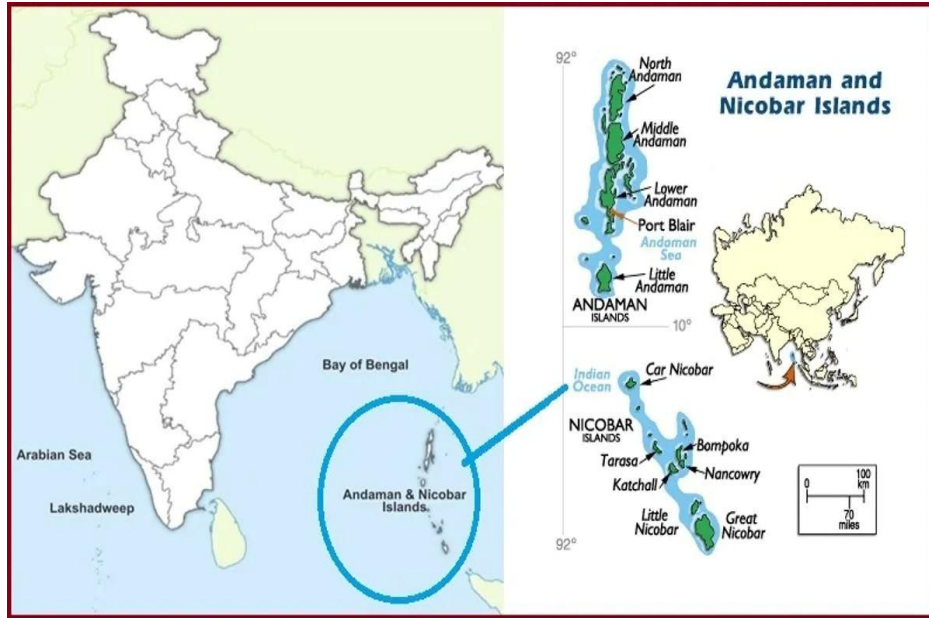 Bay of Bengal
Arabian Sea
Lakshadweep
Andaman & Nicobar
Islands
Andaman and
Nicobar Islands
92°
North
Andaman
Middle
Andaman
Lower
Andaman
Port Blair
Andaman
Sea
Little
Andaman
ANDAMAN
ISLANDS
10°
Indian
Ocean
Car Nicobar
NICOBAR
ISLANDS
Bompoka
Tarasa
Nancowry
Katchall
Little
Nicobar
Great
Nicobar
92°
0
100
km
70
miles